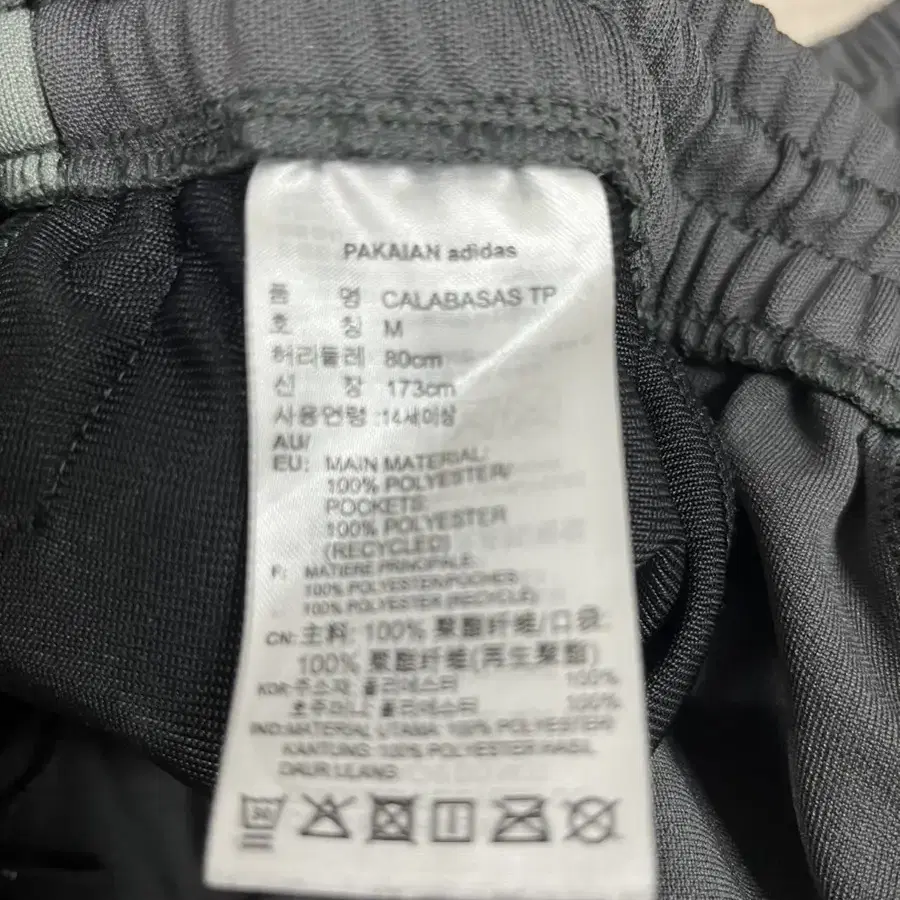 PAKAIAN adidas
품 명 CALABASAS TP
호 칭 M
허리둘레 80cm
신 장 173cm
사용연령 :14세이상
AU/
EU: MAIN MATERIAL:
100% POLYESTER/
POCKETS:
100% POLYESTER
(RECYCLED)
F: MATIERE PRINCIPALE:
100% POLYESTER/POCHES
100% POLYESTER (RECYCLE)
CN: 主料: 100% 聚酯纤维/口袋:
100% 聚酯纤维(再生聚酯)
KOR: 폴리에스터 100%
호주머니: 폴리에스터 100%
IND:MATERIAL UTAMA:100% POLYESTER/
KANTUNG:100% POLYESTER HASIL
DAUR ULANG